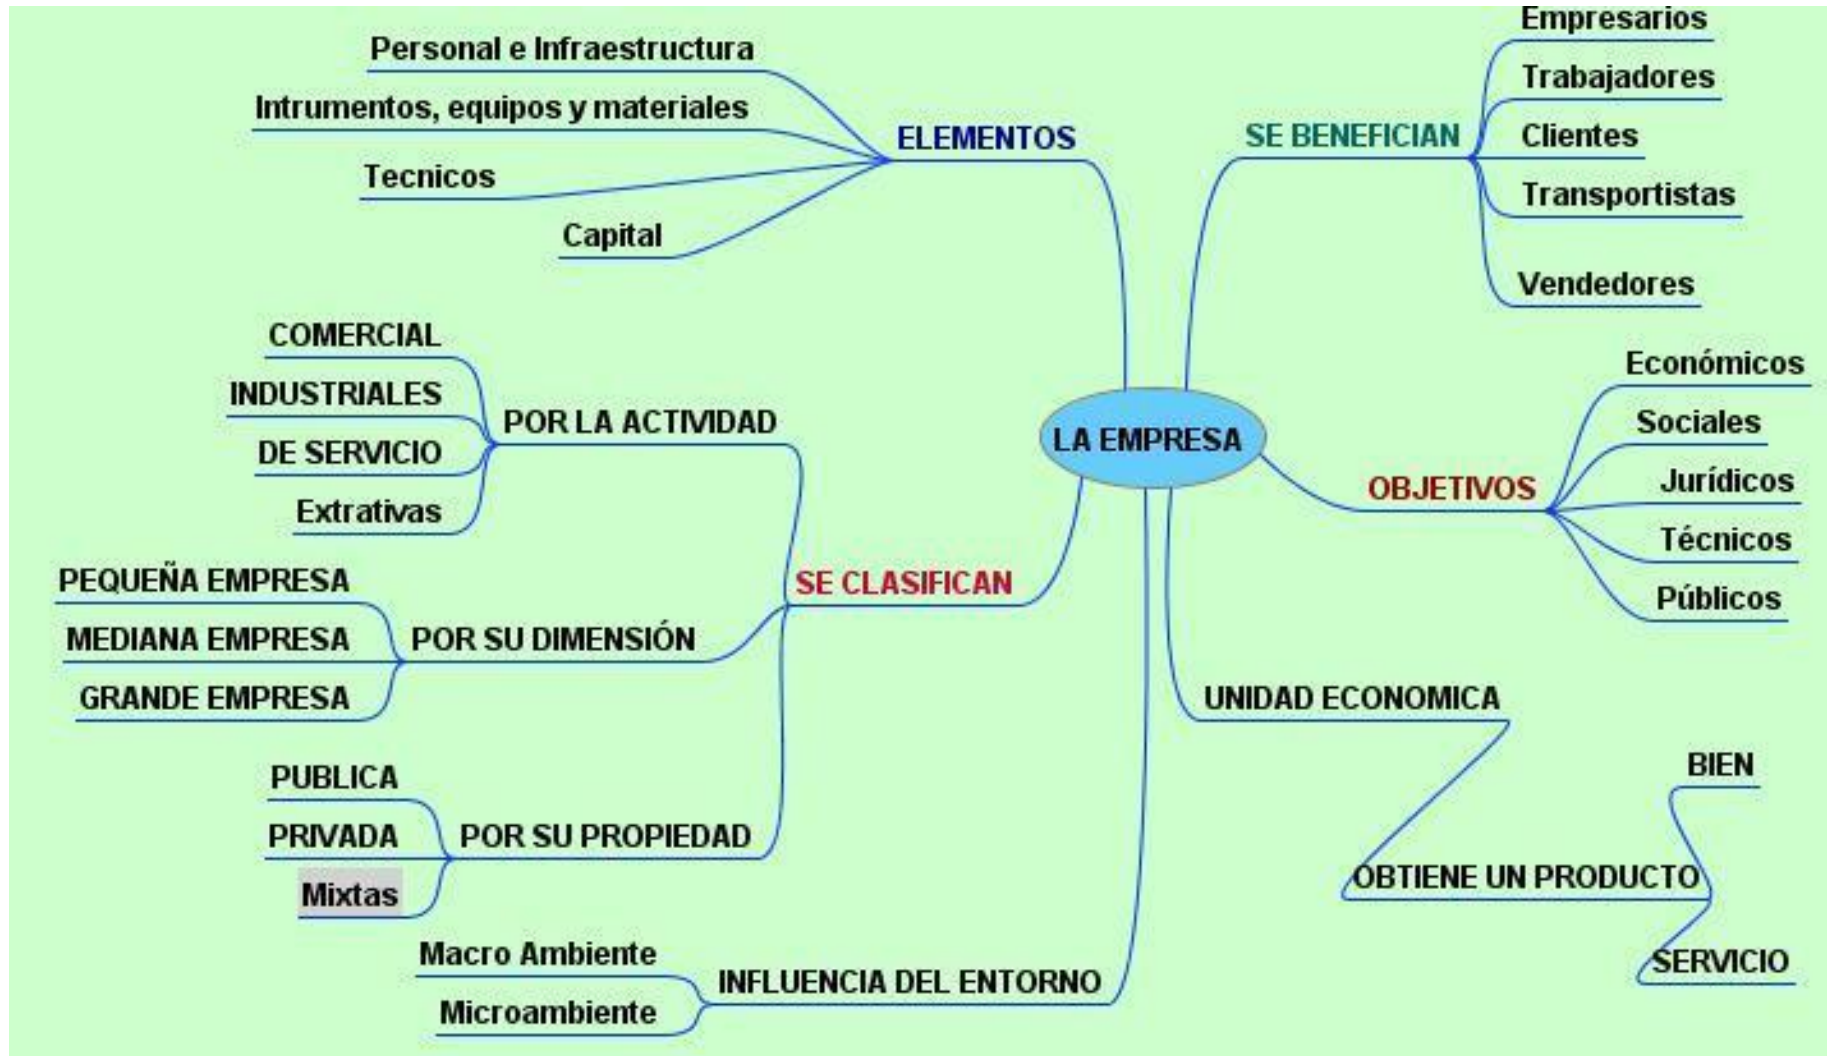 LA EMPRESA
ELEMENTOS
Personal e Infraestructura
Intrumentos, equipos y materiales
Tecnicos
Capital
SE BENEFICIAN
Empresarios
Trabajadores
Clientes
Transportistas
Vendedores
OBJETIVOS
Económicos
Sociales
Jurídicos
Técnicos
Públicos
SE CLASIFICAN
POR LA ACTIVIDAD
COMERCIAL
INDUSTRIALES
DE SERVICIO
Extrativas
POR SU DIMENSIÓN
PEQUEÑA EMPRESA
MEDIANA EMPRESA
GRANDE EMPRESA
POR SU PROPIEDAD
PUBLICA
PRIVADA
Mixtas
UNIDAD ECONOMICA
OBTIENE UN PRODUCTO
BIEN
SERVICIO
INFLUENCIA DEL ENTORNO
Macro Ambiente
Microambiente